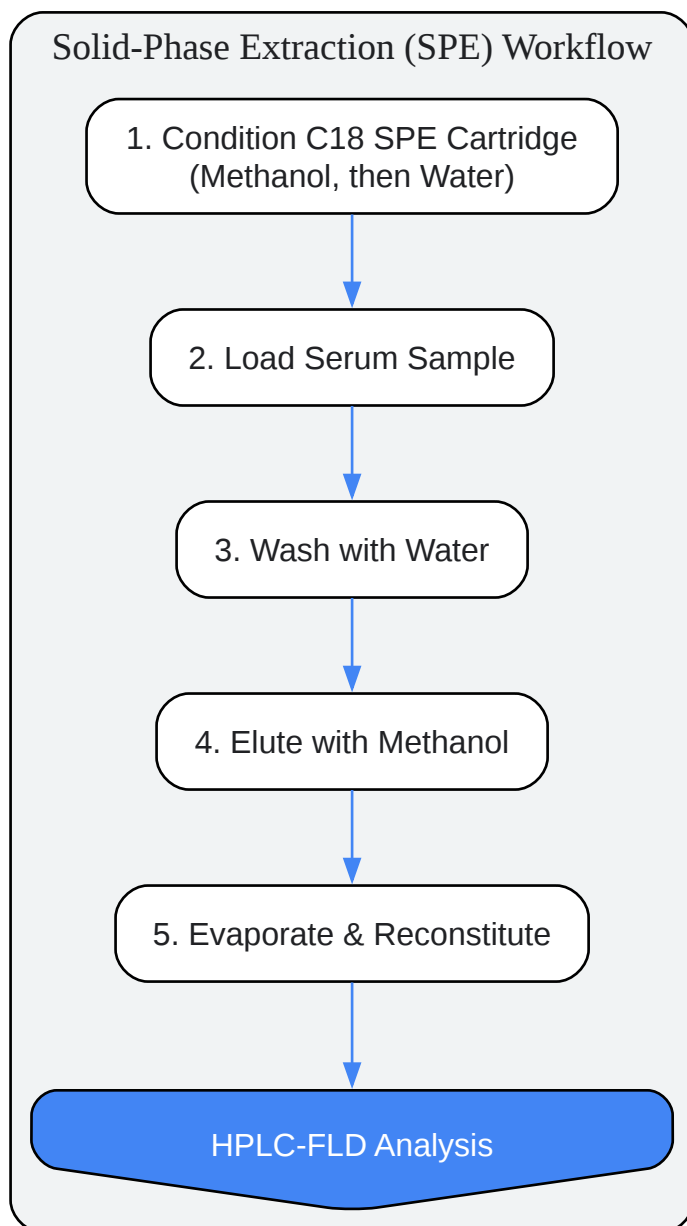 Solid-Phase Extraction (SPE) Workflow
1. Condition C18 SPE Cartridge
(Methanol, then Water)
2. Load Serum Sample
3. Wash with Water
4. Elute with Methanol
5. Evaporate & Reconstitute
HPLC-FLD Analysis